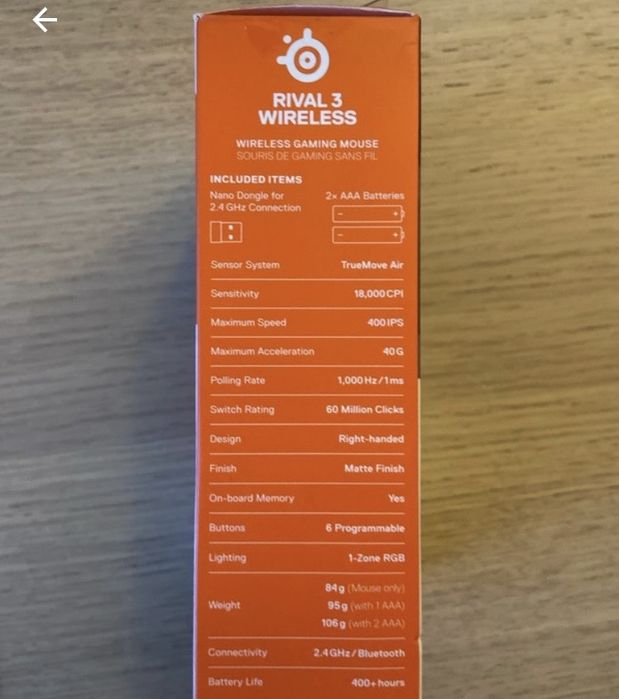 RIVAL 3
WIRELESS
WIRELESS GAMING MOUSE
SOURIS DE GAMING SANS FIL
INCLUDED ITEMS
Nano Dongle for
2.4 GHz Connection
2x AAA Batteries
Sensor System TrueMove Air
Sensitivity 18,000 CPI
Maximum Speed 400 IPS
Maximum Acceleration 40 G
Polling Rate 1,000 Hz / 1 ms
Switch Rating 60 Million Clicks
Design Right-handed
Finish Matte Finish
On-board Memory Yes
Buttons 6 Programmable
Lighting 1-Zone RGB
Weight
84g (Mouse only)
95g (with 1 AAA)
106g (with 2 AAA)
Connectivity 2.4 GHz / Bluetooth
Battery Life 400+ hours